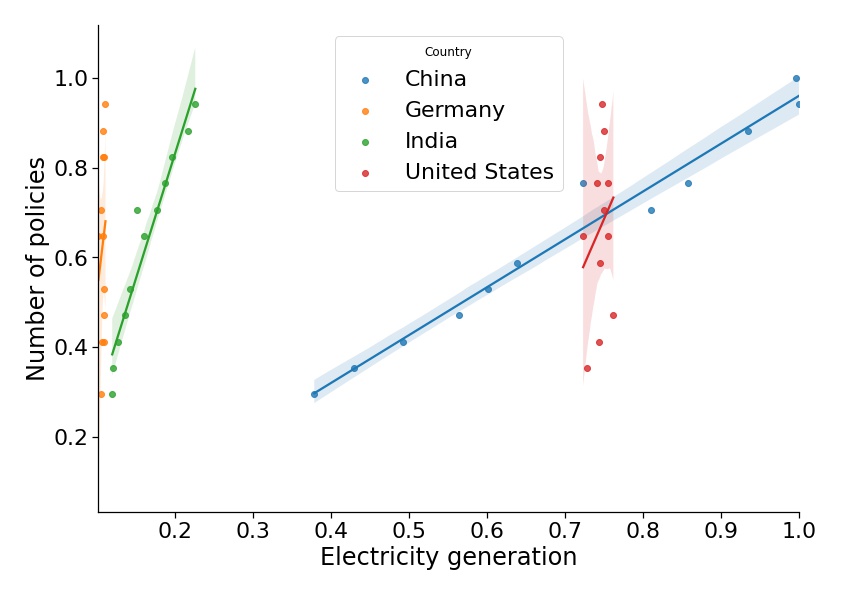 Country
China
Germany
India
United States
Number of policies
1.0
0.8
0.6
0.4
0.2
0.2 0.3 0.4 0.5 0.6 0.7 0.8 0.9 1.0
Electricity generation